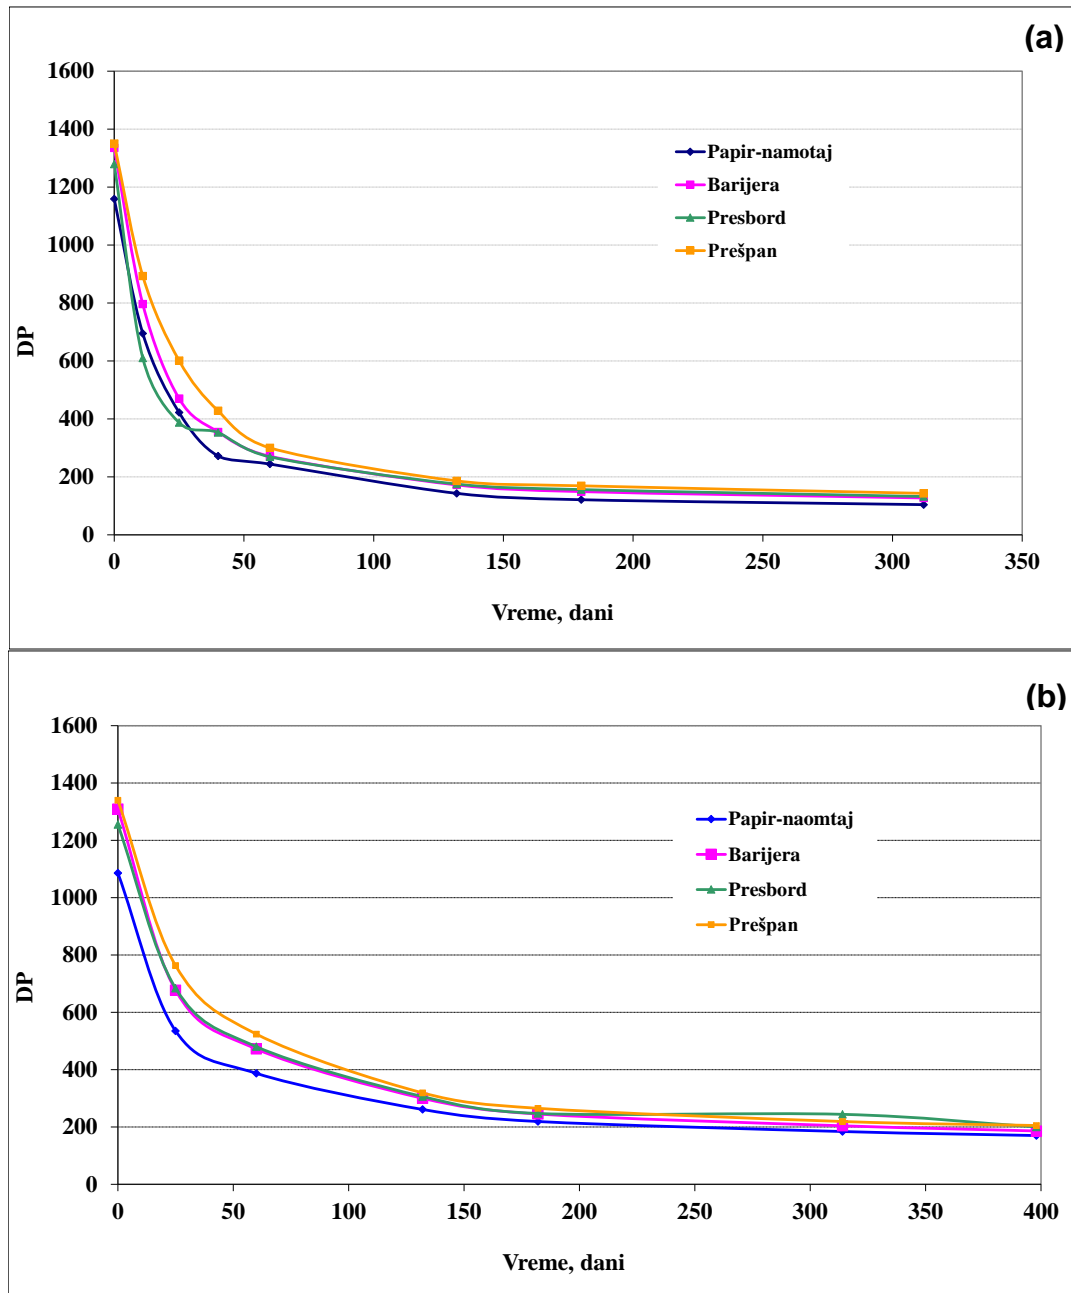 (a)
1600
1400
1200
1000
800
600
400
200
0
DP
Papir-namotaj
Barijera
Presbord
Prešpan
0 50 100 150 200 250 300 350
Vreme, dani
(b)
1600
1400
1200
1000
800
600
400
200
0
DP
Papir-naomtaj
Barijera
Presbord
Prešpan
0 50 100 150 200 250 300 350 400
Vreme, dani